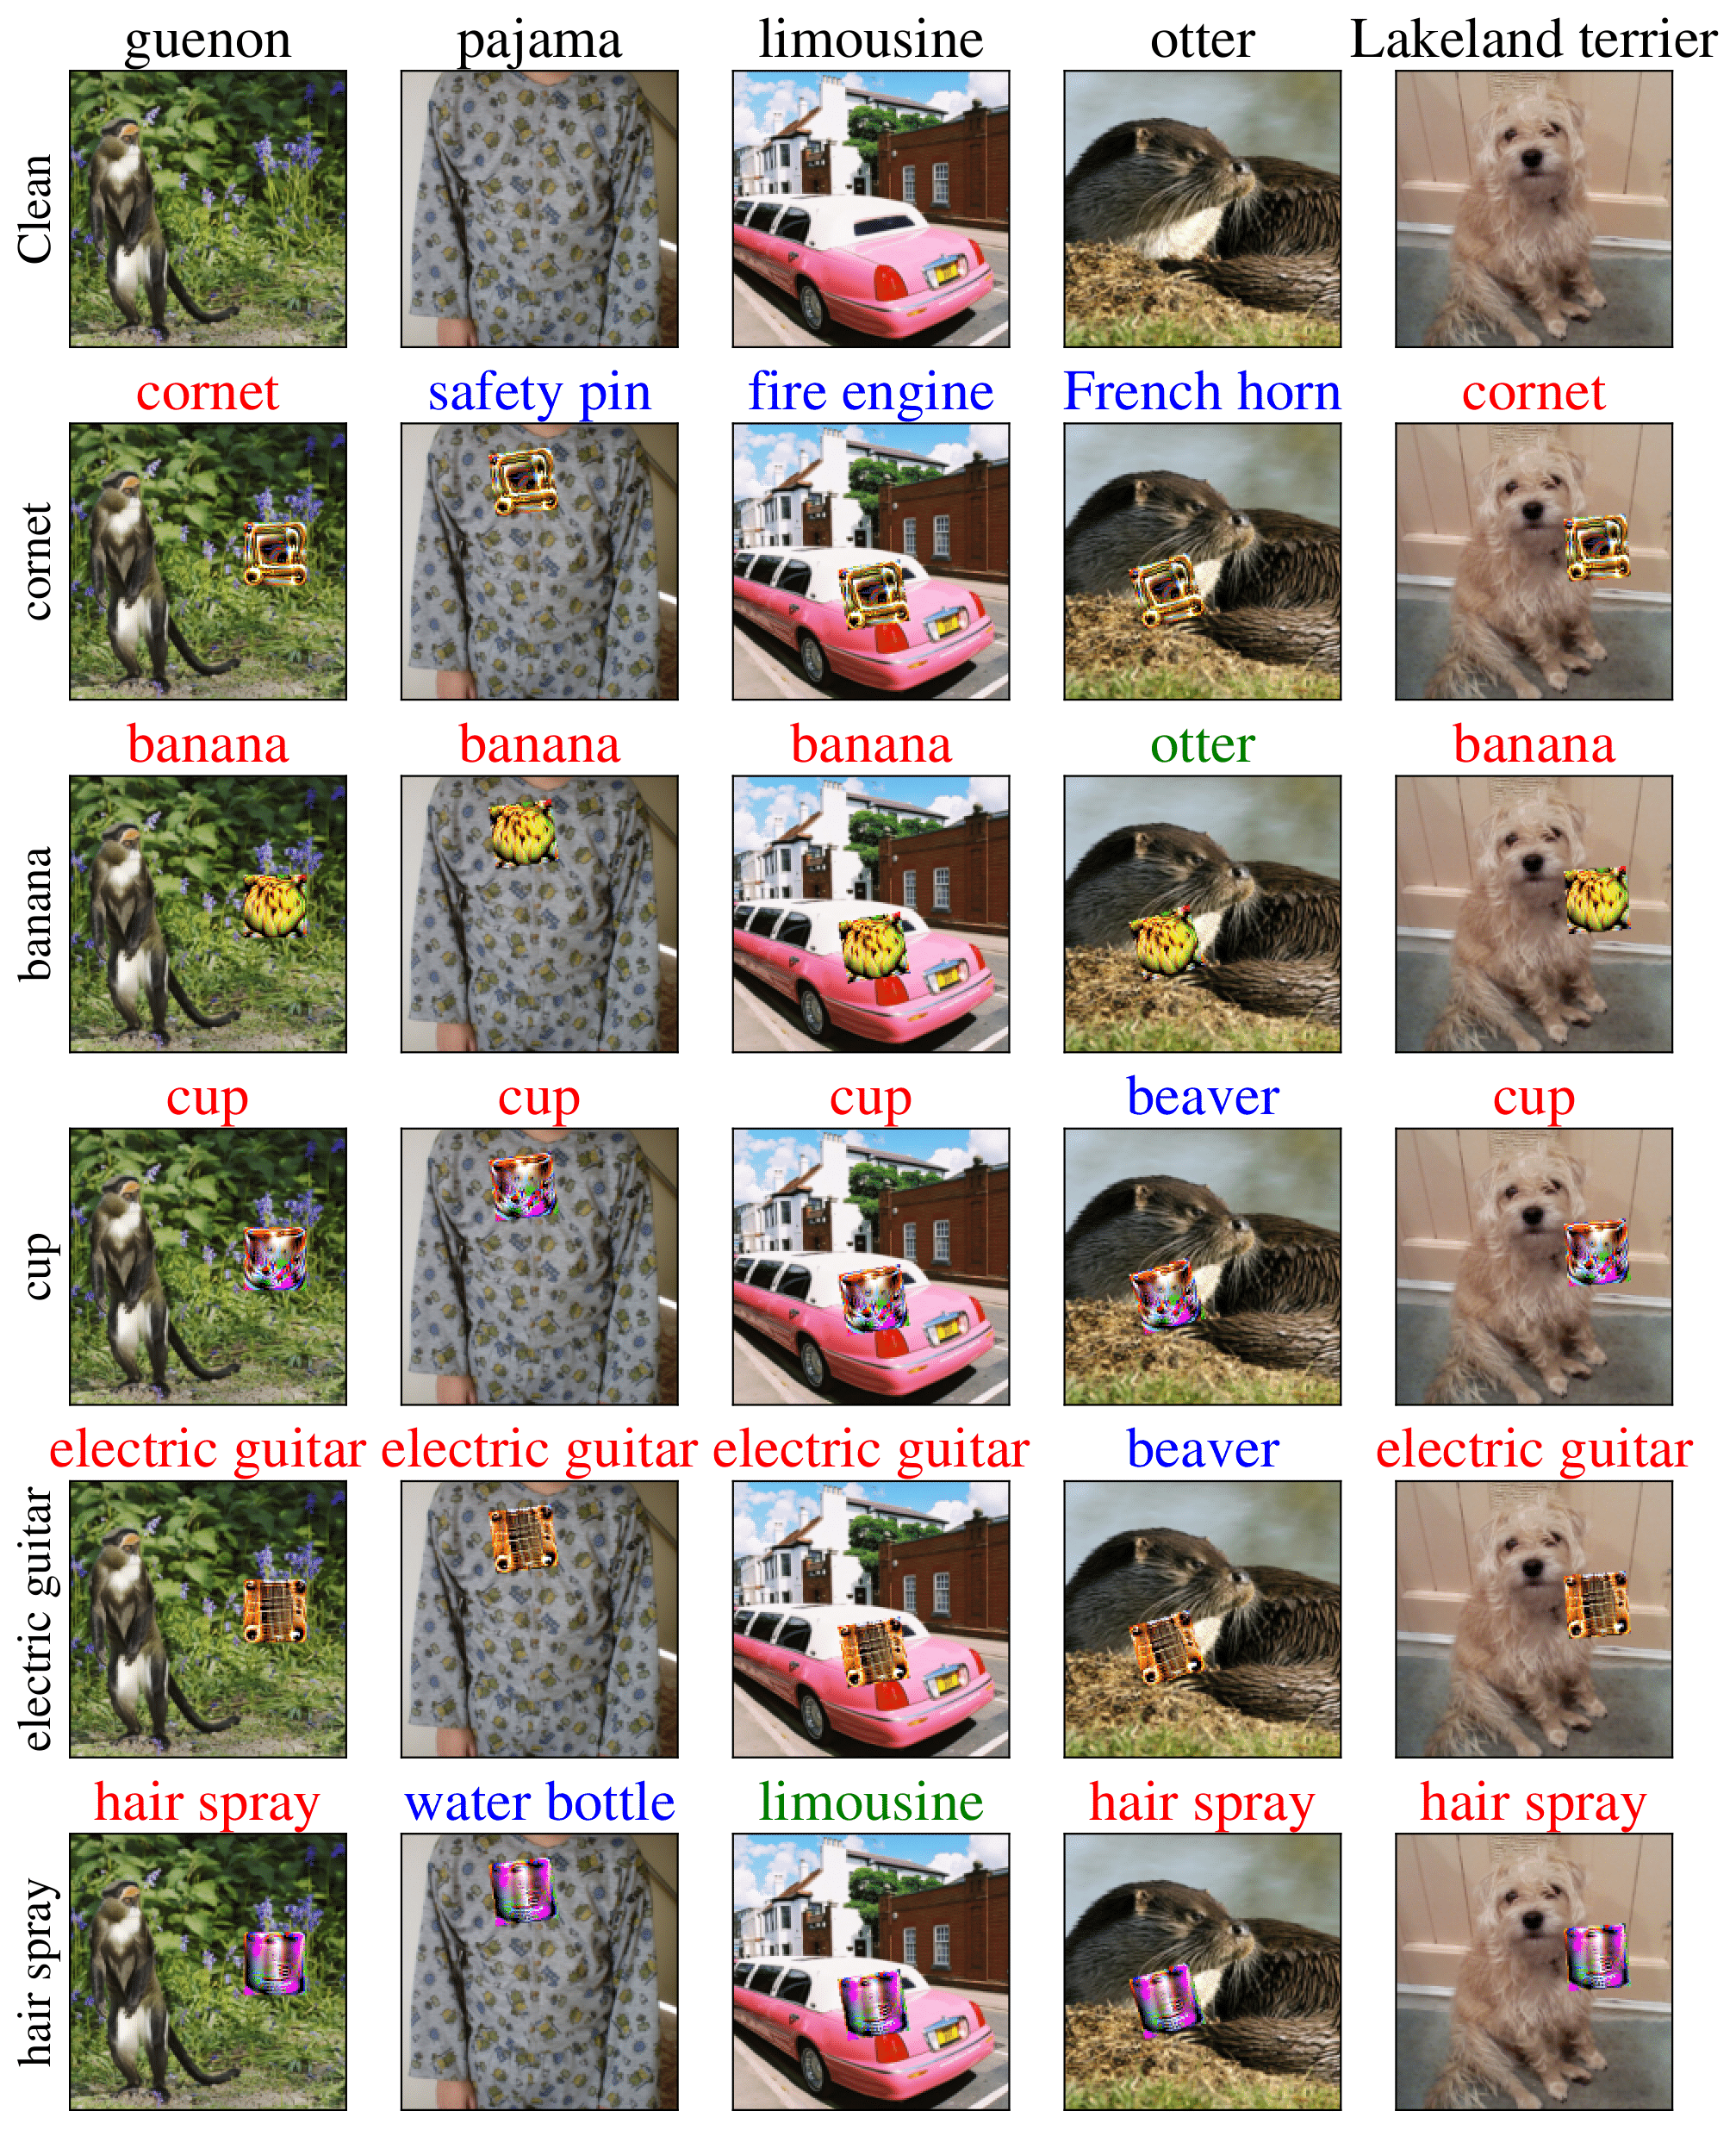 guenon pajama limousine otter Lakeland terrier
Clean
cornet safety pin fire engine French horn cornet
cornet
banana banana banana otter banana
banana
cup cup cup beaver cup
cup
electric guitar electric guitar electric guitar beaver electric guitar
electric guitar
hair spray water bottle limousine hair spray hair spray
hair spray